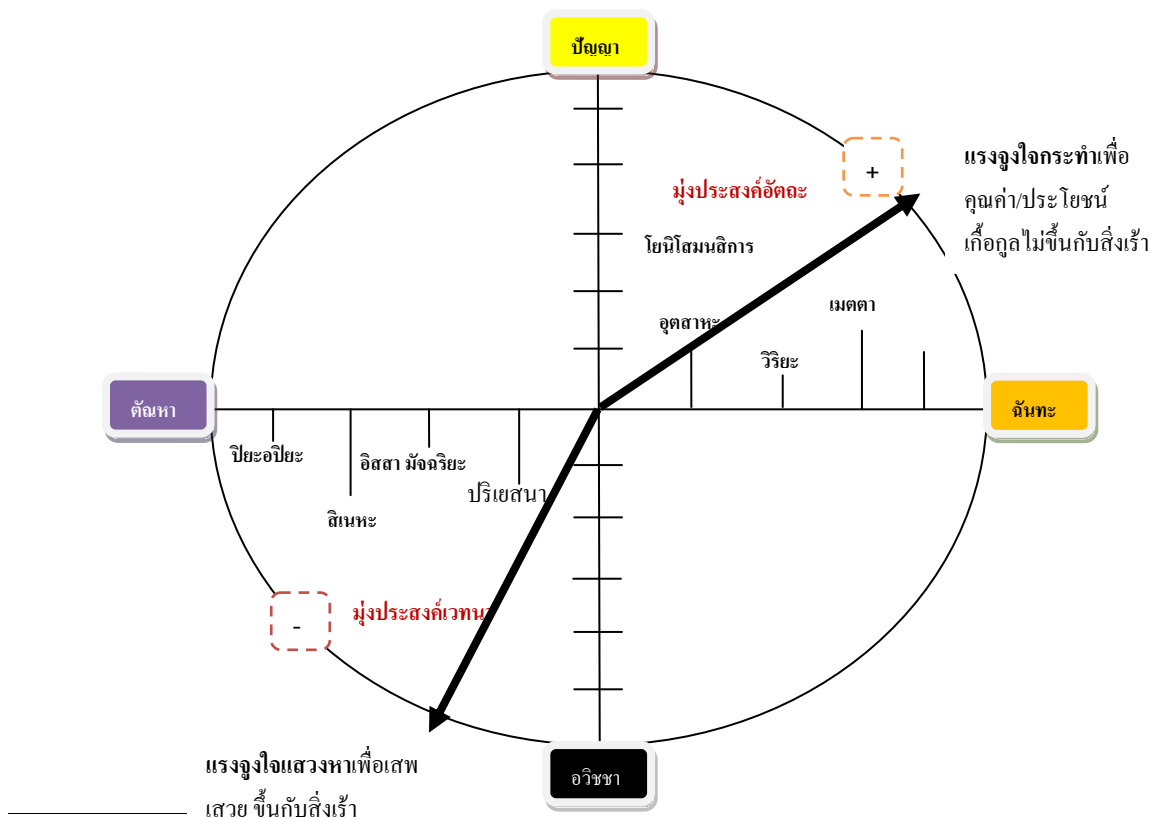 ปัญญา
+
แรงจูงใจกระทำเพื่อ
คุณค่า/ประโยชน์
เกื้อกูล ไม่ขึ้นกับสิ่งเร้า
มุ่งประสงค์อัตถะ
โยนิโสมนสิการ
เมตตา
อุตสาหะ
วิริยะ
ตัณหา
ฉันทะ
ปิยะอปิยะ
อิสสา มัจฉริยะ
ปริเยสนา
สิเนหะ
มุ่งประสงค์เวทนา
-
แรงจูงใจแสวงหาเพื่อเสพ
เสวย ขึ้นกับสิ่งเร้า
อวิชชา